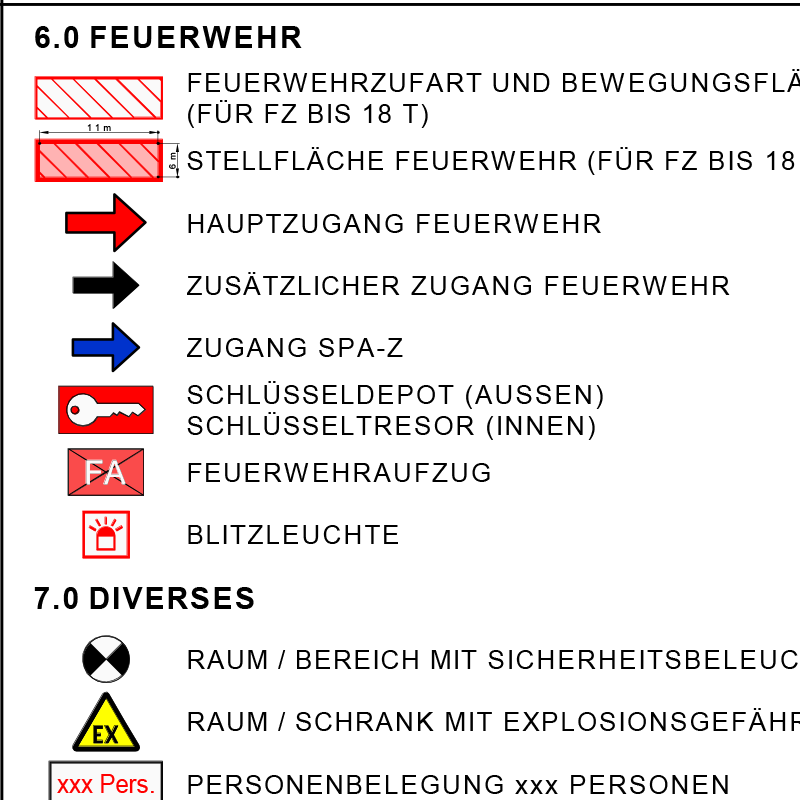 6.0 FEUERWEHR
FEUERWEHRZUFART UND BEWEGUNGSFLÄ
(FÜR FZ BIS 18 T)
11m
6 m
STELLFLÄCHE FEUERWEHR (FÜR FZ BIS 18
HAUPTZUGANG FEUERWEHR
ZUSÄTZLICHER ZUGANG FEUERWEHR
ZUGANG SPA-Z
SCHLÜSSELDEPOT (AUSSEN)
SCHLÜSSELTRESOR (INNEN)
FA
FEUERWEHRAUFZUG
BLITZLEUCHTE
7.0 DIVERSES
RAUM / BEREICH MIT SICHERHEITSBELEUC
EX
RAUM / SCHRANK MIT EXPLOSIONSGEFÄHR
xxx Pers.
PERSONENBELEGUNG xxx PERSONEN